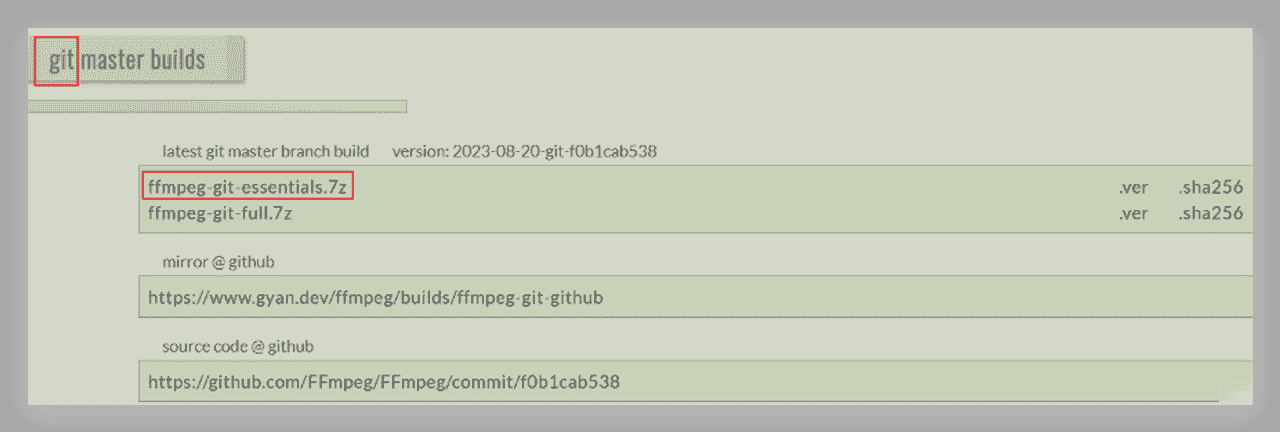 git master builds
latest git master branch build version: 2023-08-20-git-f0b1cab538
ffmpeg-git-essentials.7z .ver .sha256
ffmpeg-git-full.7z .ver .sha256
mirror @ github
https://www.gyan.dev/ffmpeg/builds/ffmpeg-git-github
source code @ github
https://github.com/FFmpeg/FFmpeg/commit/f0b1cab538